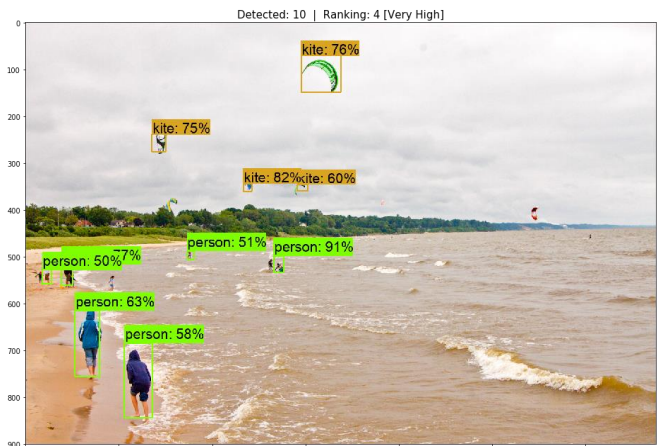 Detected: 10 | Ranking: 4 [Very High]
0
kite: 76%
100
200
kite: 75%
300
kite: 82%
kite: 60%
400
person: 51%
person: 91%
77%
500
person: 50%
600
person: 63%
person: 58%
700
800
900